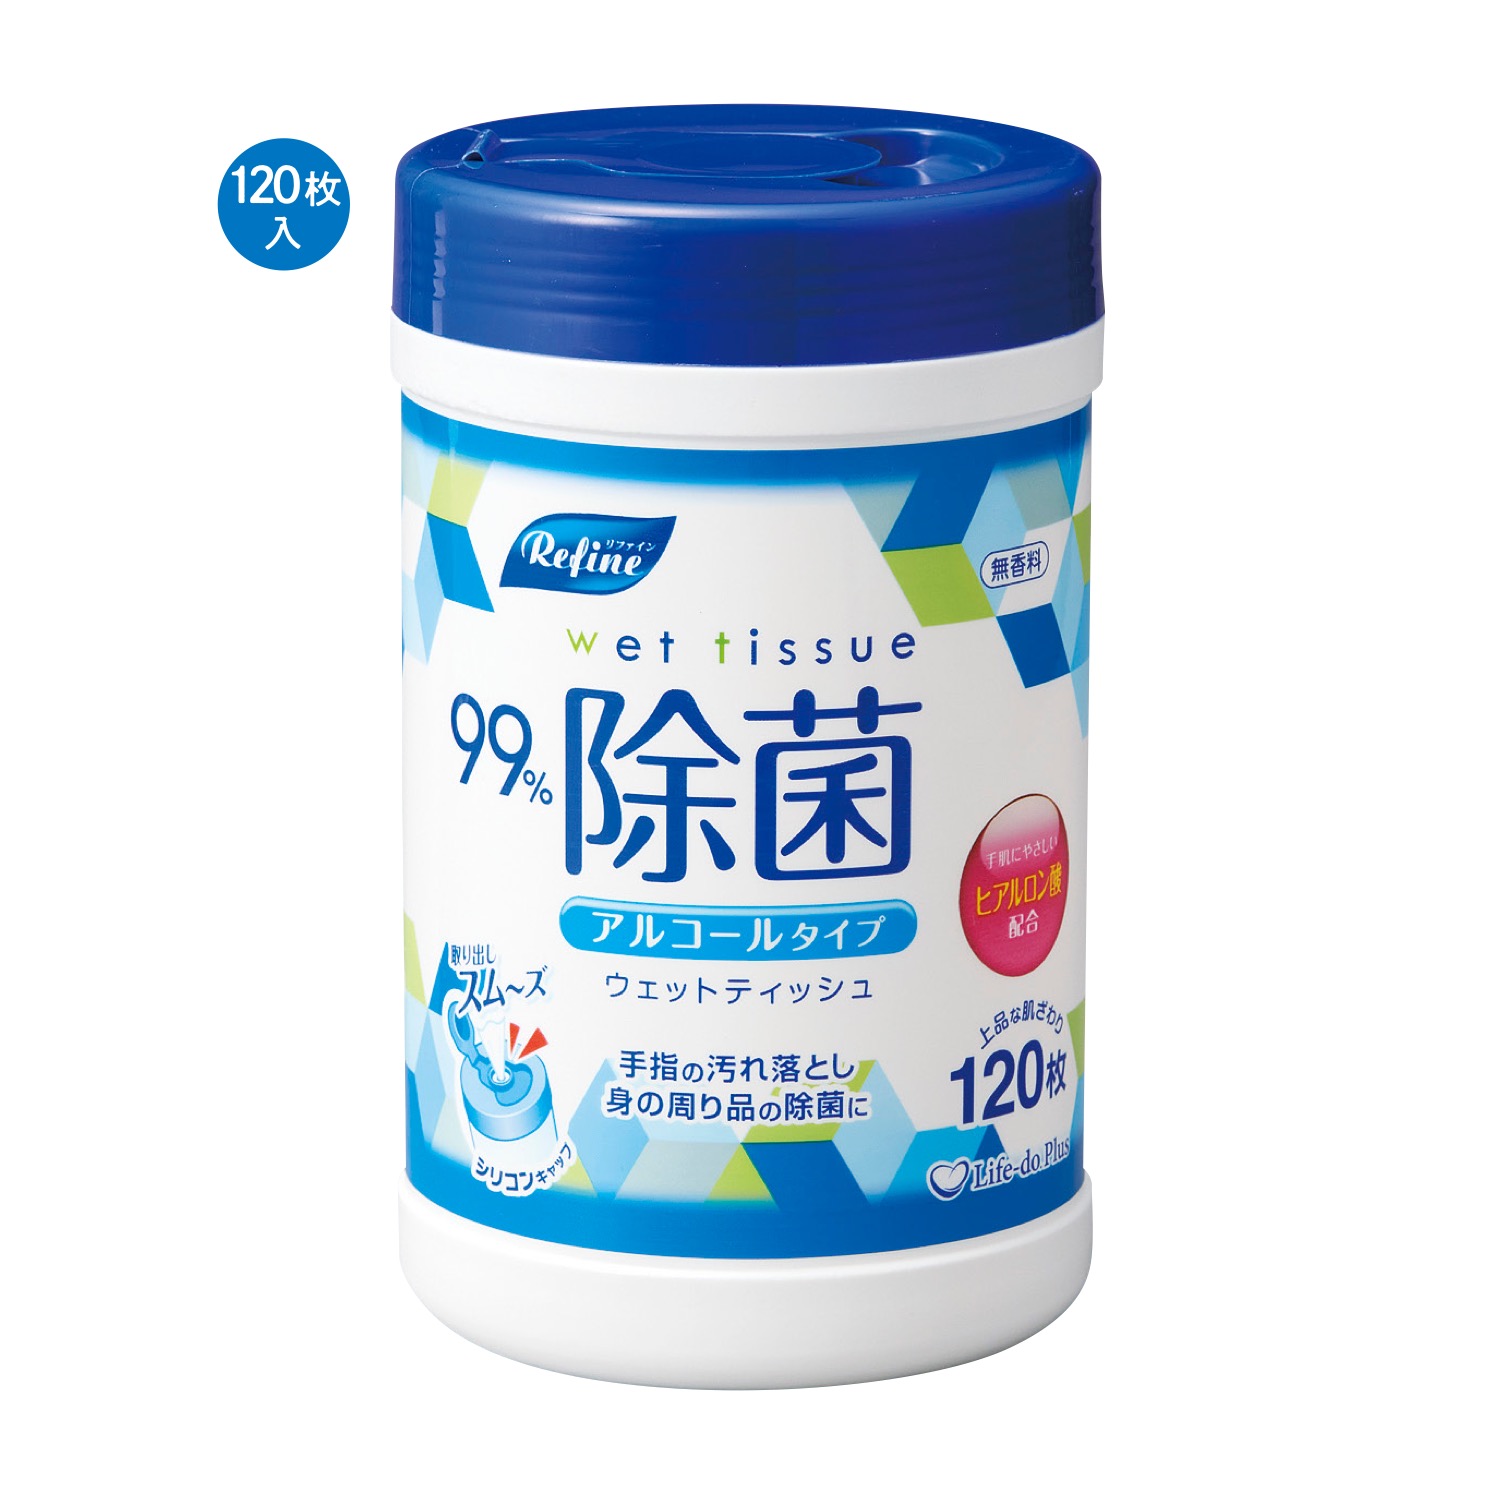 120枚
入
Refine
リファイン
無香料
wet tissue
99%
除菌
アルコールタイプ
ウェットティッシュ
手肌にやさしい
ヒアルロン酸
配合
取り出し
スム〜ズ
シリコンキャップ
手指の汚れ落とし
身の周り品の除菌に
上品な肌ざわり
120枚
Life-do.Plus